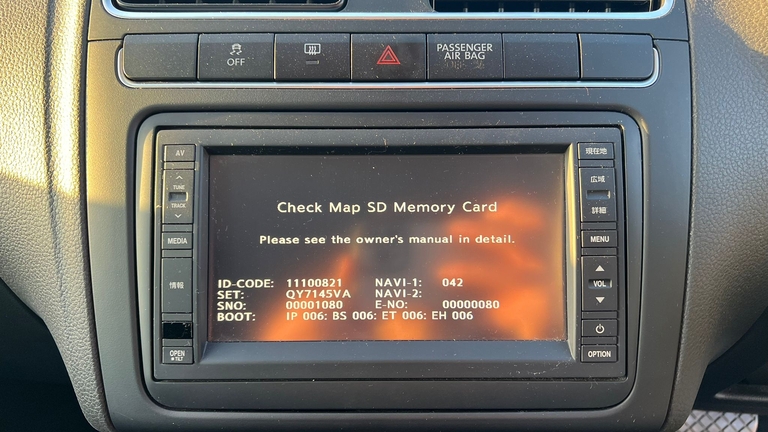 OFF
PASSENGER
AIR BAG
AV
TUNE
TRACK
MEDIA
情報
OPEN
TILT
Check Map SD Memory Card
Please see the owner's manual in detail.
ID-CODE: 11100821 NAVI-1: 042
SET: QY7145VA NAVI-2:
SNO: 00001080 E-NO: 00000080
BOOT: IP 006: BS 006: ET 006: EH 006
現在地
広域
詳細
MENU
VOL
OPTION